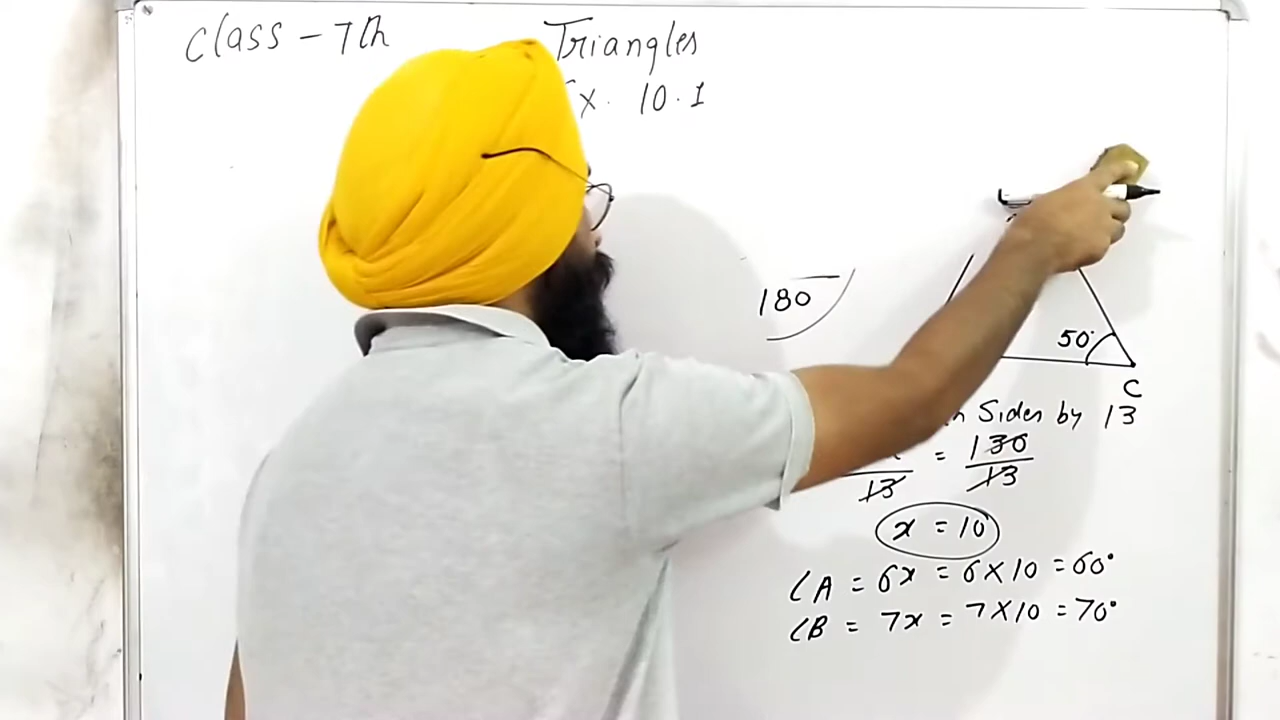 Class - 7th
Triangles
Ex. 10.1
180
50°
C
Sides by 13
= 130
13 13
x = 10
∠A = 6x = 6×10 = 60°
∠B = 7x = 7×10 = 70°